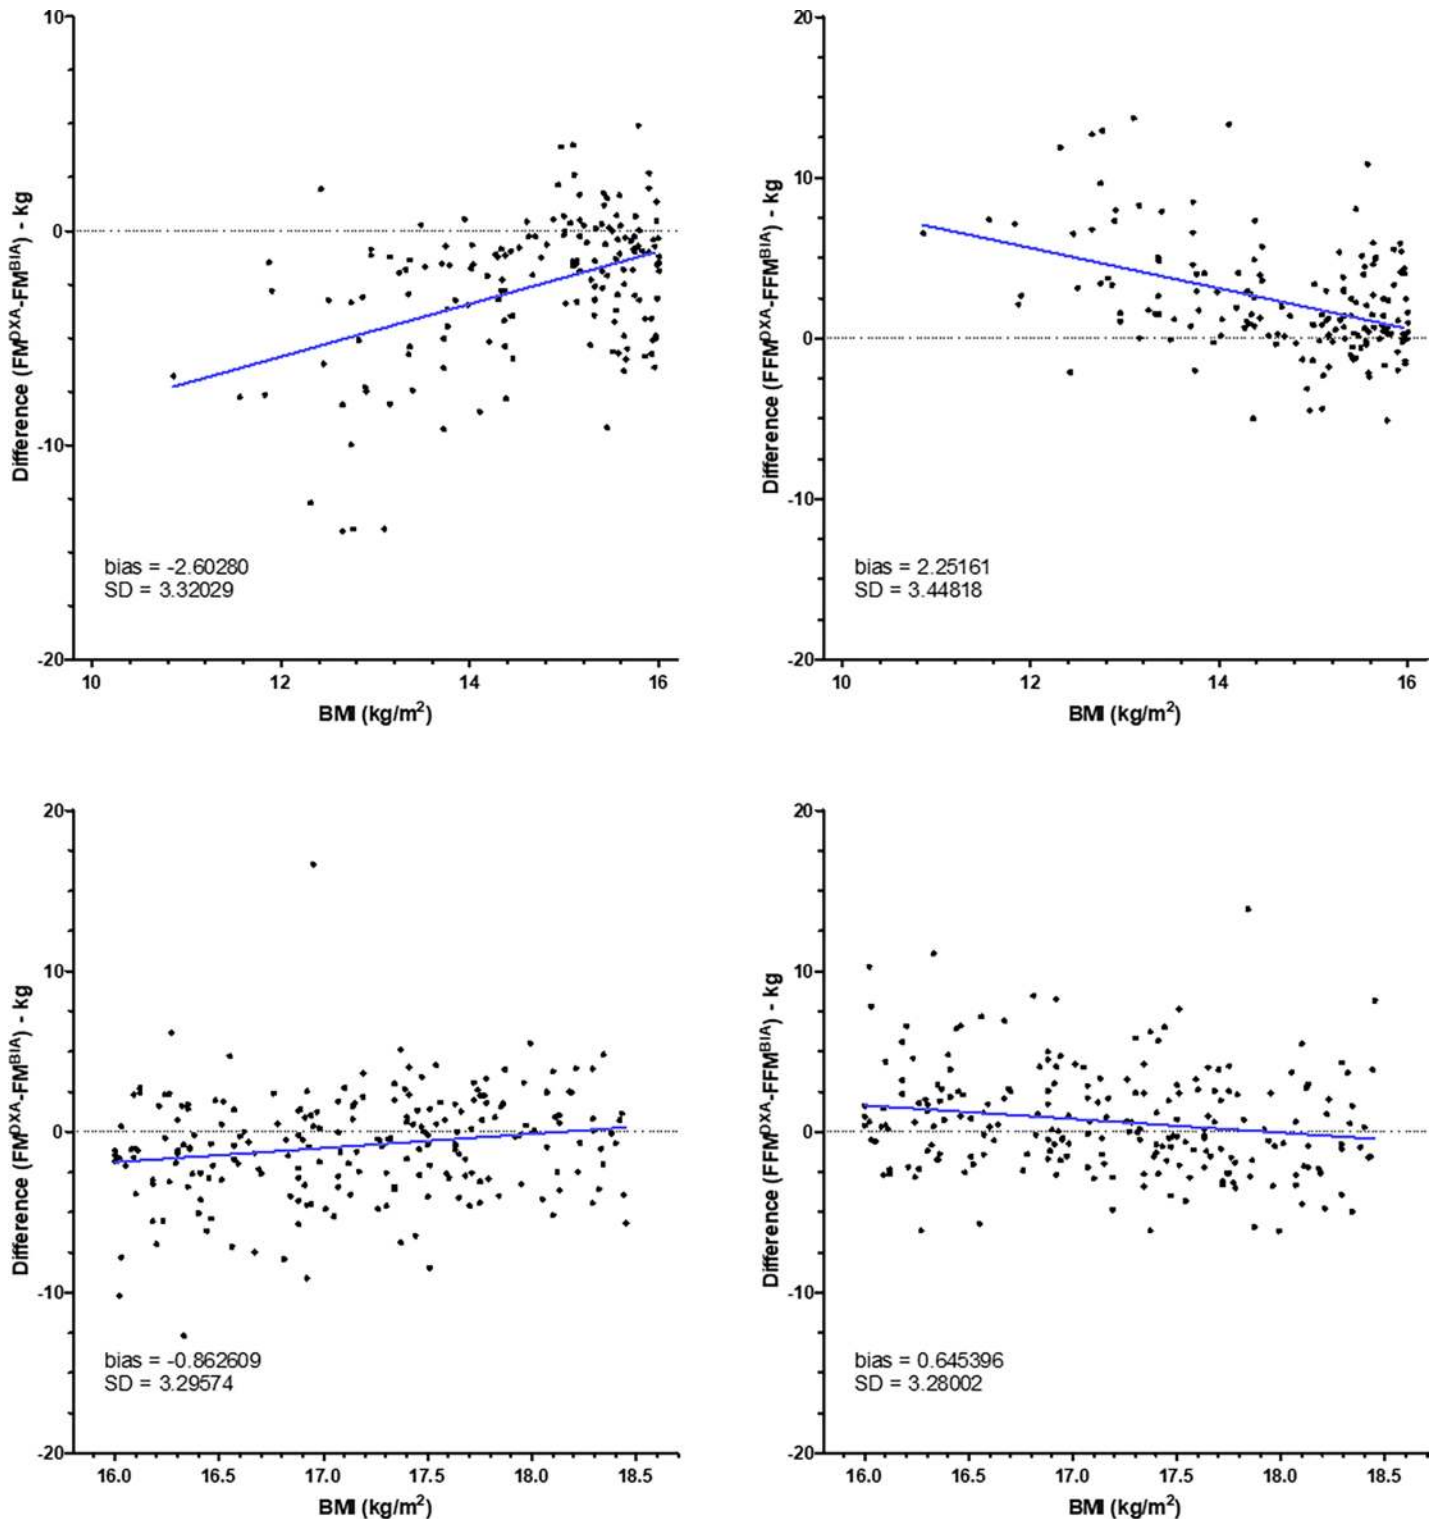 10
0
-10
-20
Difference (FM^DXA-FM^BIA) - kg
bias = -2.60280
SD = 3.32029
10 12 14 16
BMI (kg/m²)
20
10
0
-10
-20
Difference (FFM^DXA-FFM^BIA) - kg
bias = 2.25161
SD = 3.44818
10 12 14 16
BMI (kg/m²)
20
10
0
-10
-20
Difference (FM^DXA-FM^BIA) - kg
bias = -0.862609
SD = 3.29574
16.0 16.5 17.0 17.5 18.0 18.5
BMI (kg/m²)
20
10
0
-10
-20
Difference (FFM^DXA-FFM^BIA) - kg
bias = 0.645396
SD = 3.28002
16.0 16.5 17.0 17.5 18.0 18.5
BMI (kg/m²)